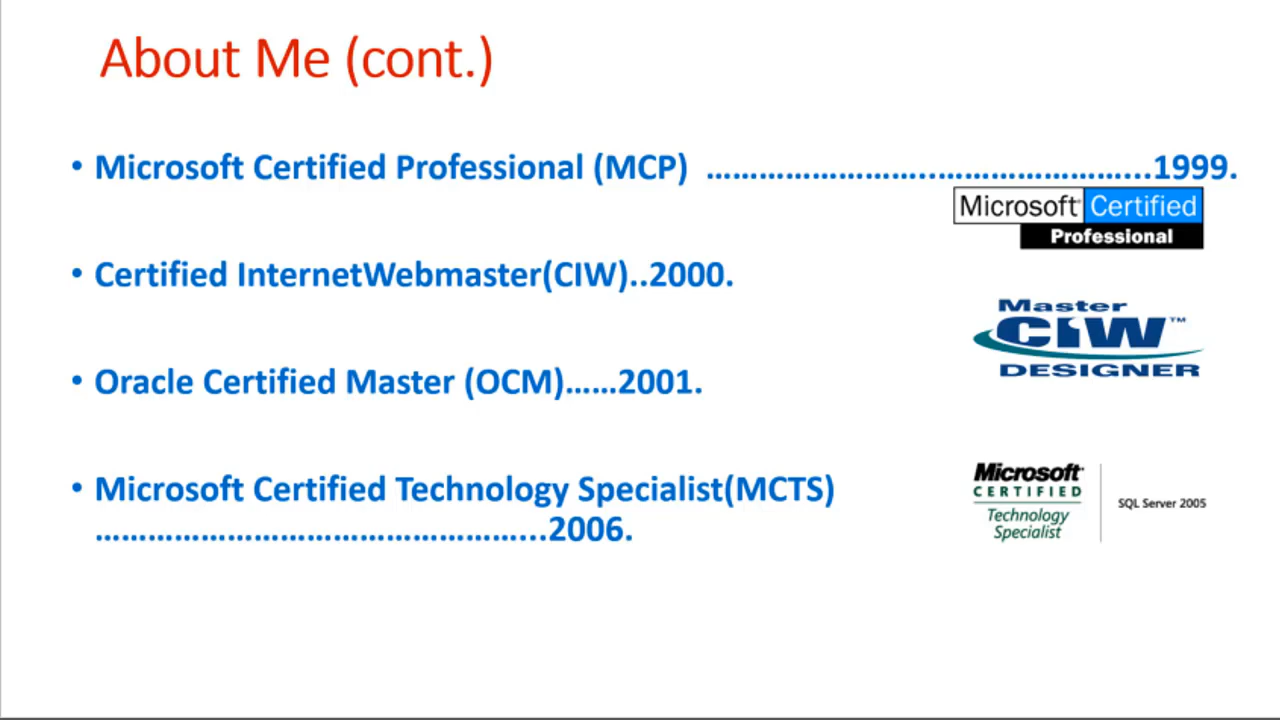 About Me (cont.)
• Microsoft Certified Professional (MCP) ……………………..…………………...1999.
Microsoft Certified
Professional
• Certified InternetWebmaster(CIW)..2000.
Master
CIW™
DESIGNER
• Oracle Certified Master (OCM)……2001.
• Microsoft Certified Technology Specialist(MCTS)
…………………………………………...2006.
Microsoft
CERTIFIED
Technology
Specialist
SQL Server 2005